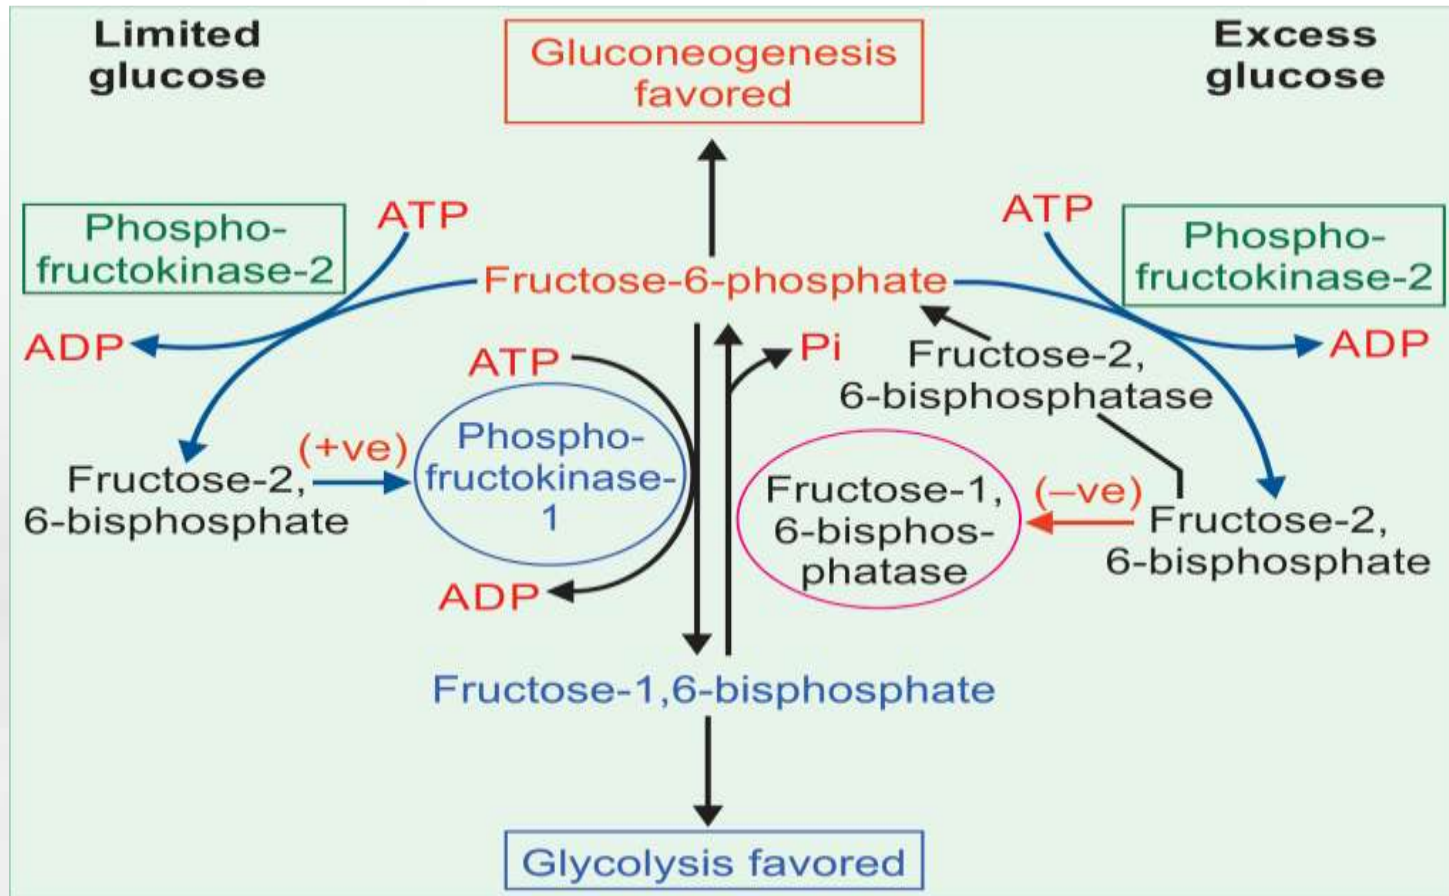 Limited
glucose
Gluconeogenesis
favored
Excess
glucose
Phospho-
fructokinase-2
ATP
ATP
Phospho-
fructokinase-2
Fructose-6-phosphate
ADP
ATP
Pi
Fructose-2,
6-bisphosphatase
ADP
Fructose-2,
6-bisphosphate
(+ve)
Phospho-
fructokinase-
1
Fructose-1,
6-bisphos-
phatase
(–ve)
Fructose-2,
6-bisphosphate
ADP
Fructose-1,6-bisphosphate
Glycolysis favored